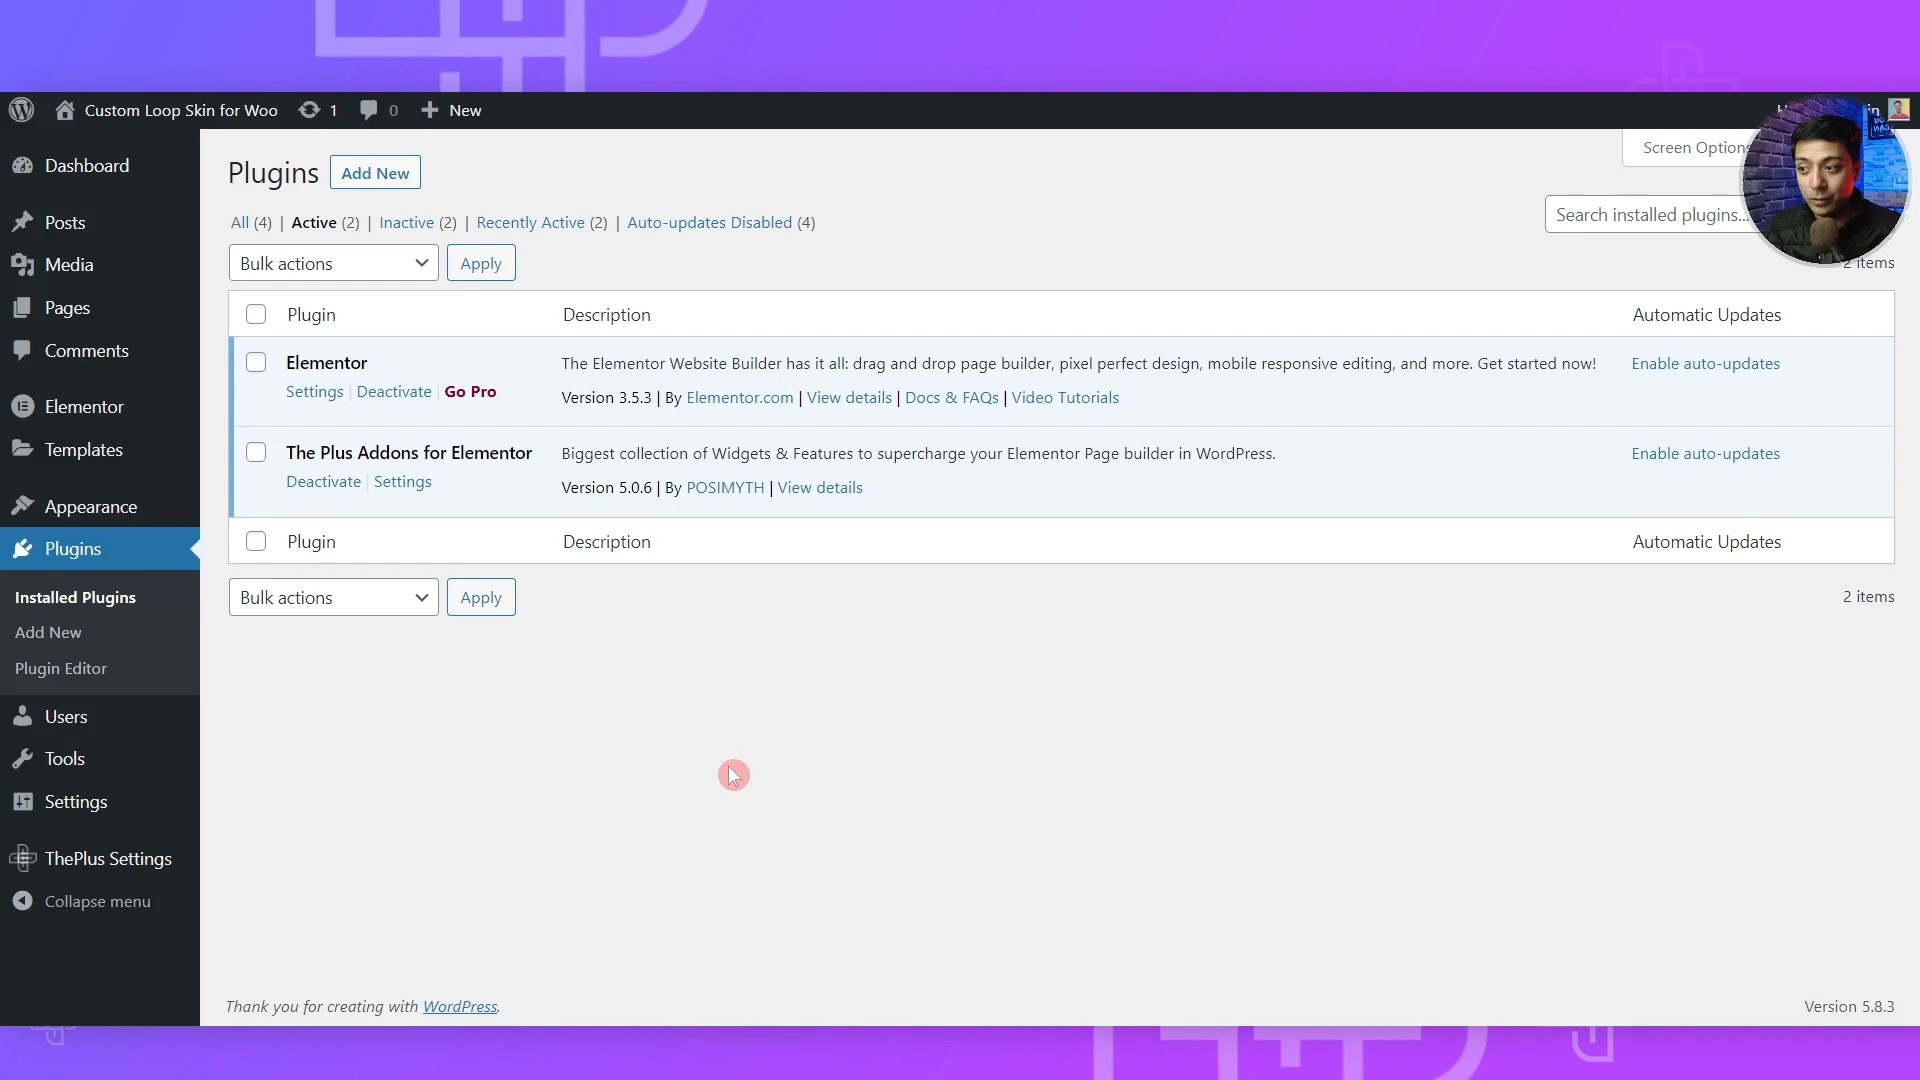 Custom Loop Skin for Woo 1 0 New
Dashboard
Posts
Media
Pages
Comments
Elementor
Templates
Appearance
Plugins
Installed Plugins
Add New
Plugin Editor
Users
Tools
Settings
ThePlus Settings
Collapse menu
Screen Options
Plugins Add New
All (4) | Active (2) | Inactive (2) | Recently Active (2) | Auto-updates Disabled (4)
Search installed plugins...
Bulk actions Apply
2 items
Plugin Description Automatic Updates
Elementor The Elementor Website Builder has it all: drag and drop page builder, pixel perfect design, mobile responsive editing, and more. Get started now! Enable auto-updates
Settings | Deactivate | Go Pro Version 3.5.3 | By Elementor.com | View details | Docs & FAQs | Video Tutorials
The Plus Addons for Elementor Biggest collection of Widgets & Features to supercharge your Elementor Page builder in WordPress. Enable auto-updates
Deactivate | Settings Version 5.0.6 | By POSIMYTH | View details
Plugin Description Automatic Updates
Bulk actions Apply 2 items
Thank you for creating with WordPress. Version 5.8.3